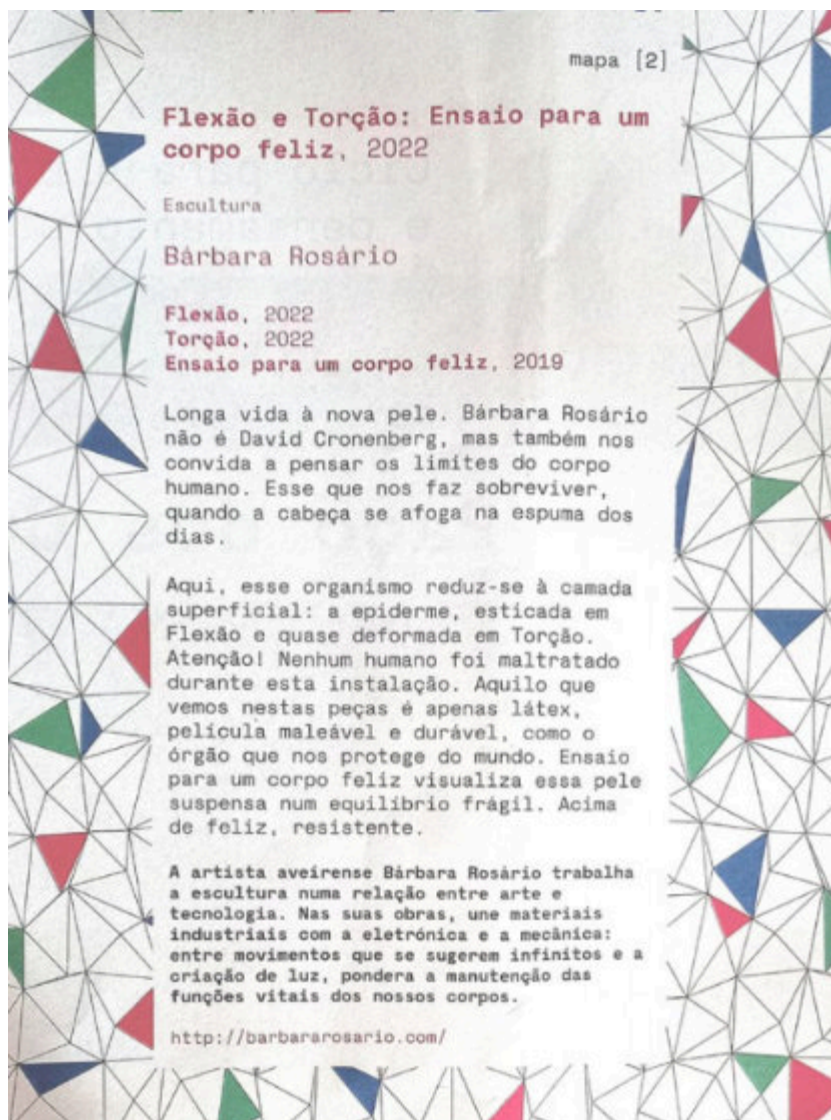 mapa [2]
Flexão e Torção: Ensaio para um
corpo feliz, 2022
Escultura
Bárbara Rosário
Flexão, 2022
Torção, 2022
Ensaio para um corpo feliz, 2019
Longa vida à nova pele. Bárbara Rosário
não é David Cronenberg, mas também nos
convida a pensar os limites do corpo
humano. Esse que nos faz sobreviver,
quando a cabeça se afoga na espuma dos
dias.
Aqui, esse organismo reduz-se à camada
superficial: a epiderme, esticada em
Flexão e quase deformada em Torção.
Atenção! Nenhum humano foi maltratado
durante esta instalação. Aquilo que
vemos nestas peças é apenas látex,
película maleável e durável, como o
órgão que nos protege do mundo. Ensaio
para um corpo feliz visualiza essa pele
suspensa num equilíbrio frágil. Acima
de feliz, resistente.
A artista aveirense Bárbara Rosário trabalha
a escultura numa relação entre arte e
tecnologia. Nas suas obras, une materiais
industriais com a eletrónica e a mecânica:
entre movimentos que se sugerem infinitos e a
criação de luz, pondera a manutenção das
funções vitais dos nossos corpos.
http://barbararosario.com/